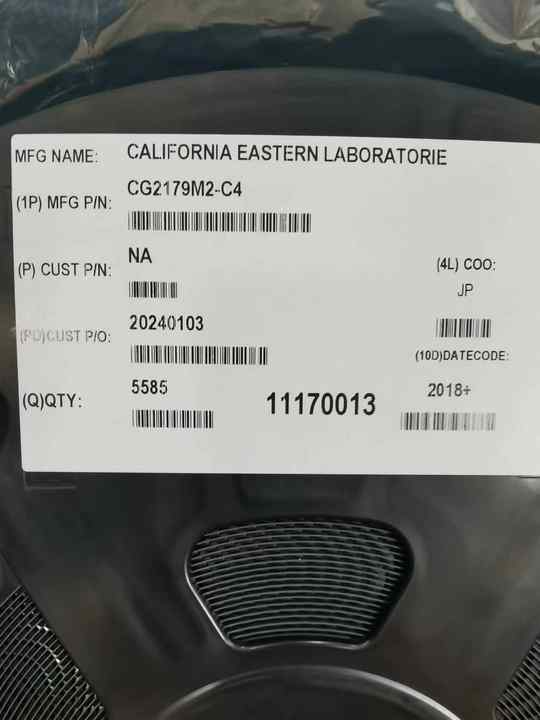 MFG NAME: CALIFORNIA EASTERN LABORATORIE
(1P) MFG P/N: CG2179M2-C4
(P) CUST P/N: NA
(4L) COO:
JP
(PO)CUST P/O: 20240103
(10D)DATECODE:
(Q)QTY: 5585
11170013
2018+